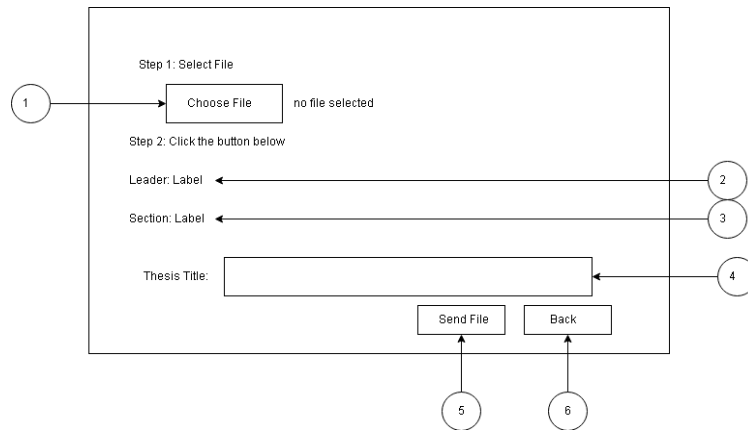 Step 1: Select File
1
Choose File
no file selected
Step 2: Click the button below
Leader: Label
2
Section: Label
3
Thesis Title:
4
Send File
Back
5
6